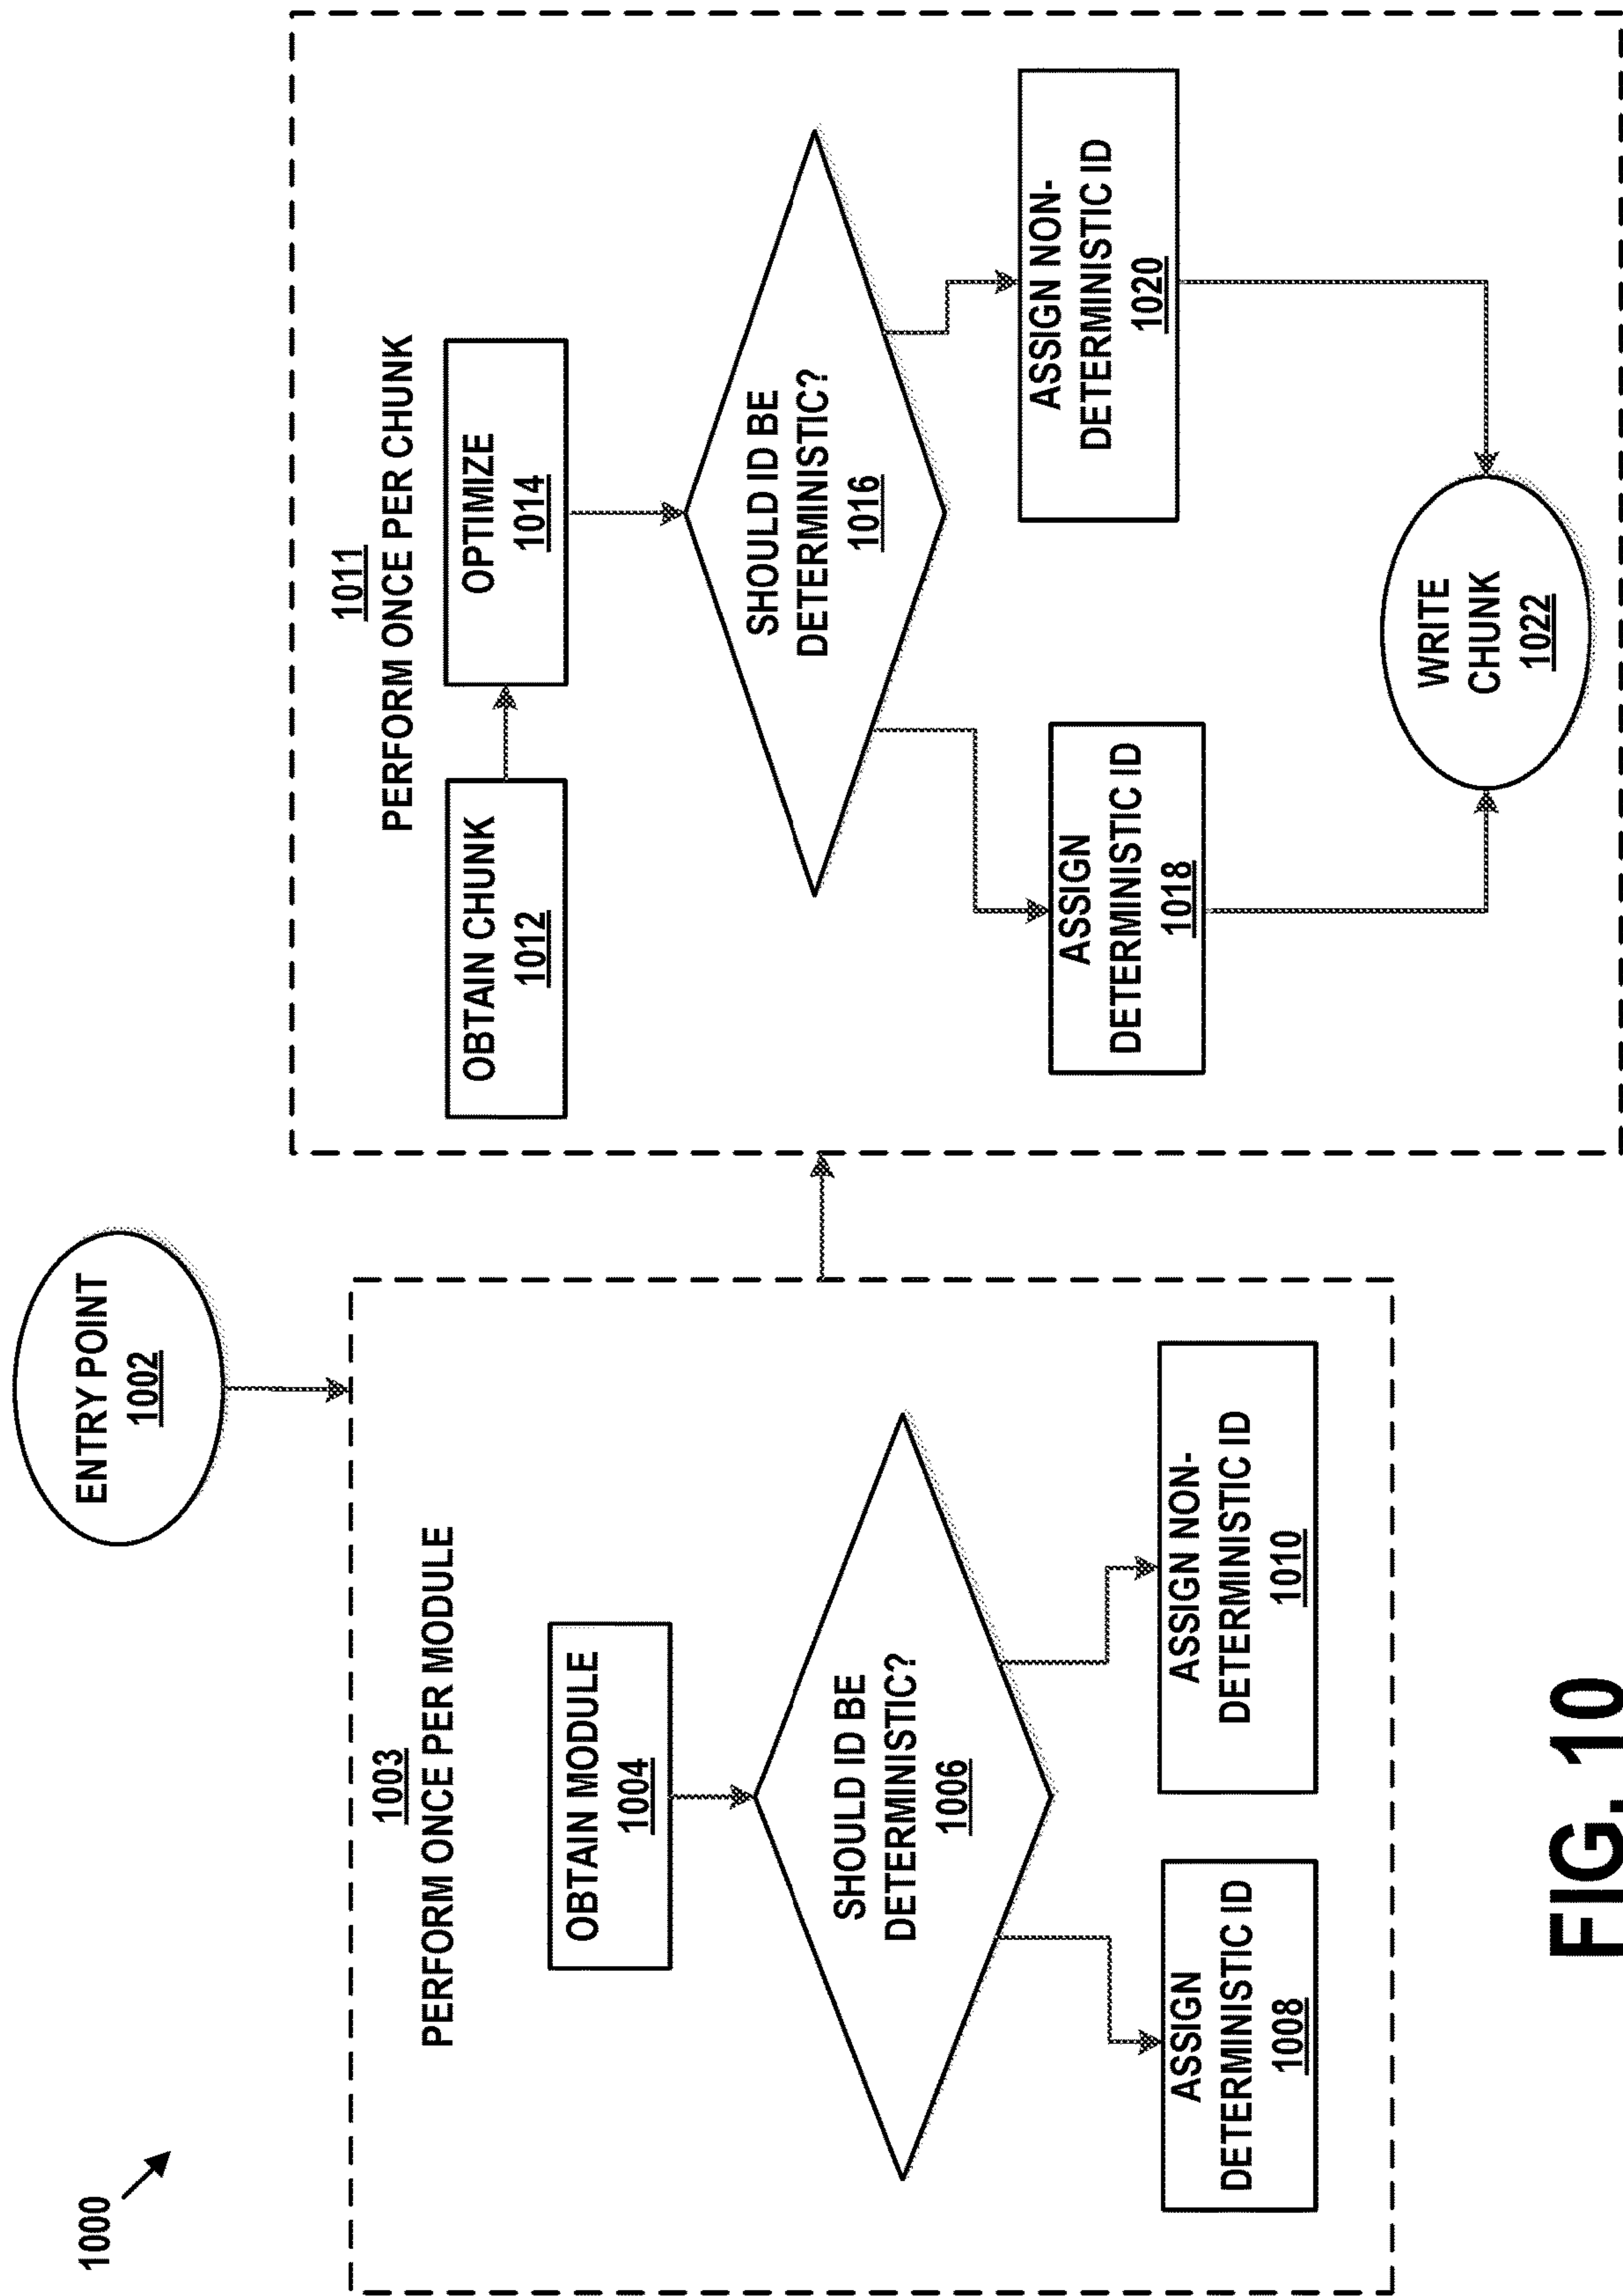 1000
ENTRY POINT
1002
1003
PERFORM ONCE PER MODULE
OBTAIN MODULE
1004
SHOULD ID BE
DETERMINISTIC?
1006
ASSIGN
DETERMINISTIC ID
1008
ASSIGN NON-
DETERMINISTIC ID
1010
1011
PERFORM ONCE PER CHUNK
OBTAIN CHUNK
1012
OPTIMIZE
1014
SHOULD ID BE
DETERMINISTIC?
1016
ASSIGN
DETERMINISTIC ID
1018
ASSIGN NON-
DETERMINISTIC ID
1020
WRITE
CHUNK
1022
FIG. 10